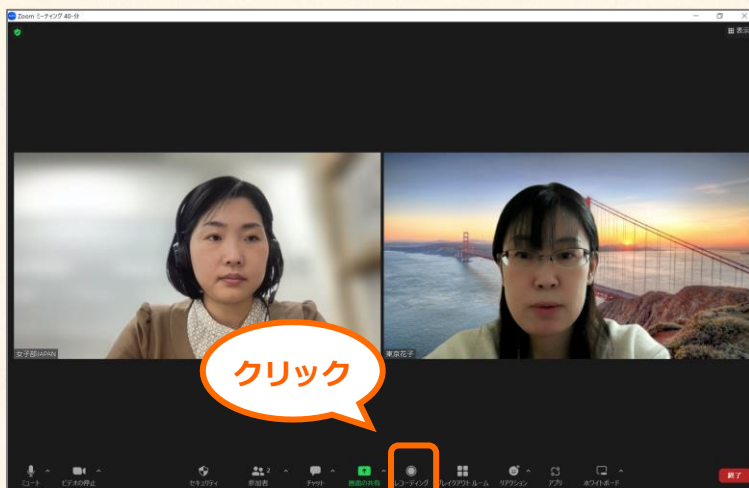 Zoom ミーティング 40-分
表示
女子部JAPAN
東京花子
クリック
ミュート
ビデオの停止
セキュリティ
参加者
2
チャット
画面の共有
レコーディング
ブレイクアウト ルーム
リアクション
アプリ
ホワイトボード
終了